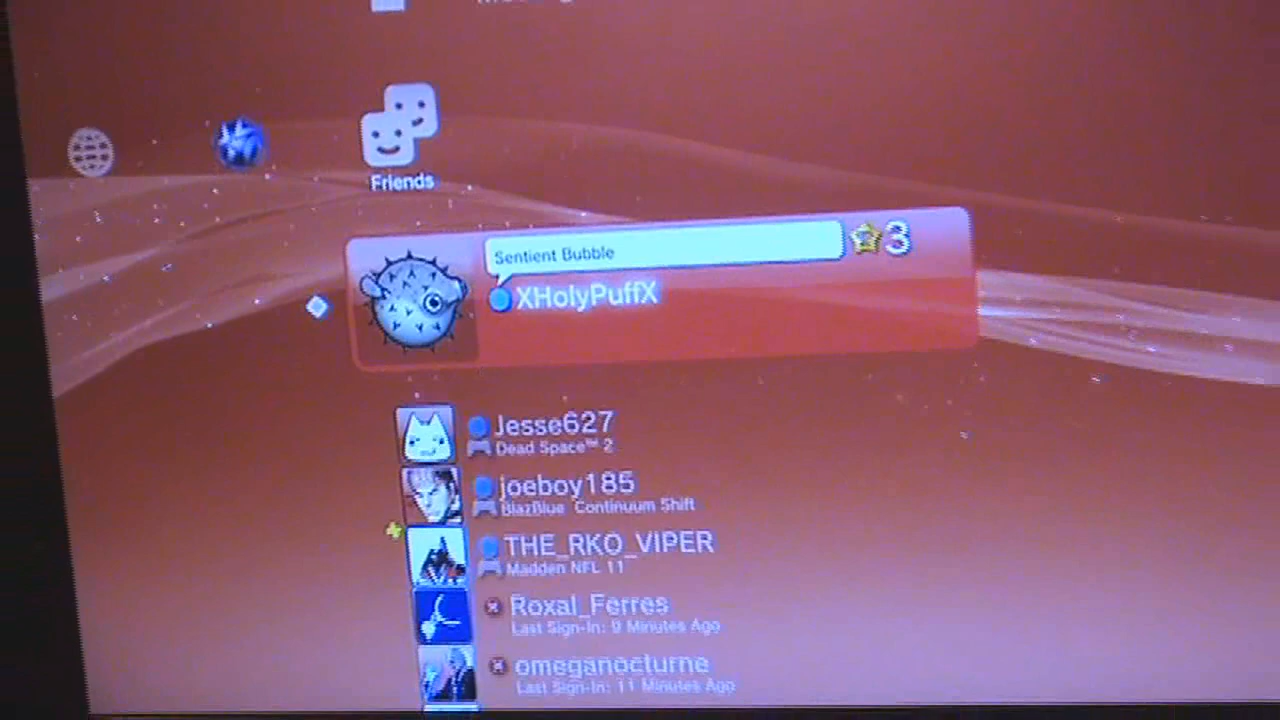 Friends
Sentient Bubble
3
XHolyPuffX
Jesse627
Dead Space™ 2
joeboy185
BlazBlue Continuum Shift
THE_RKO_VIPER
Madden NFL 11
Roxal_Ferres
Last Sign-In: 9 Minutes Ago
omeganocturne
Last Sign-In: 11 Minutes Ago